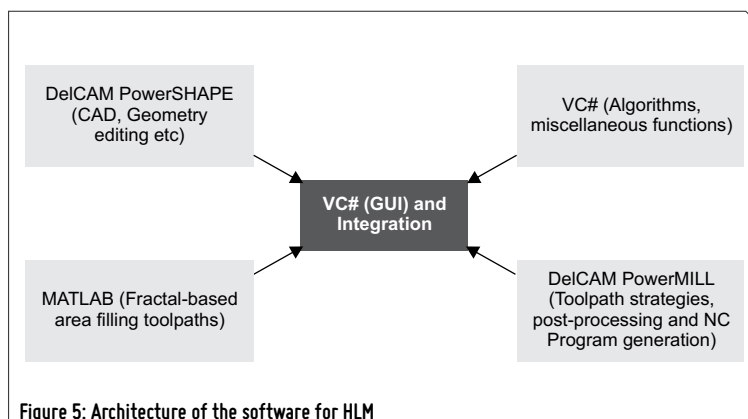 DelCAM PowerSHAPE
(CAD, Geometry
editing etc)
VC# (Algorithms,
miscellaneous functions)
VC# (GUI) and
Integration
MATLAB (Fractal-based
area filling toolpaths)
DelCAM PowerMILL
(Toolpath strategies,
post-processing and NC
Program generation)
Figure 5: Architecture of the software for HLM